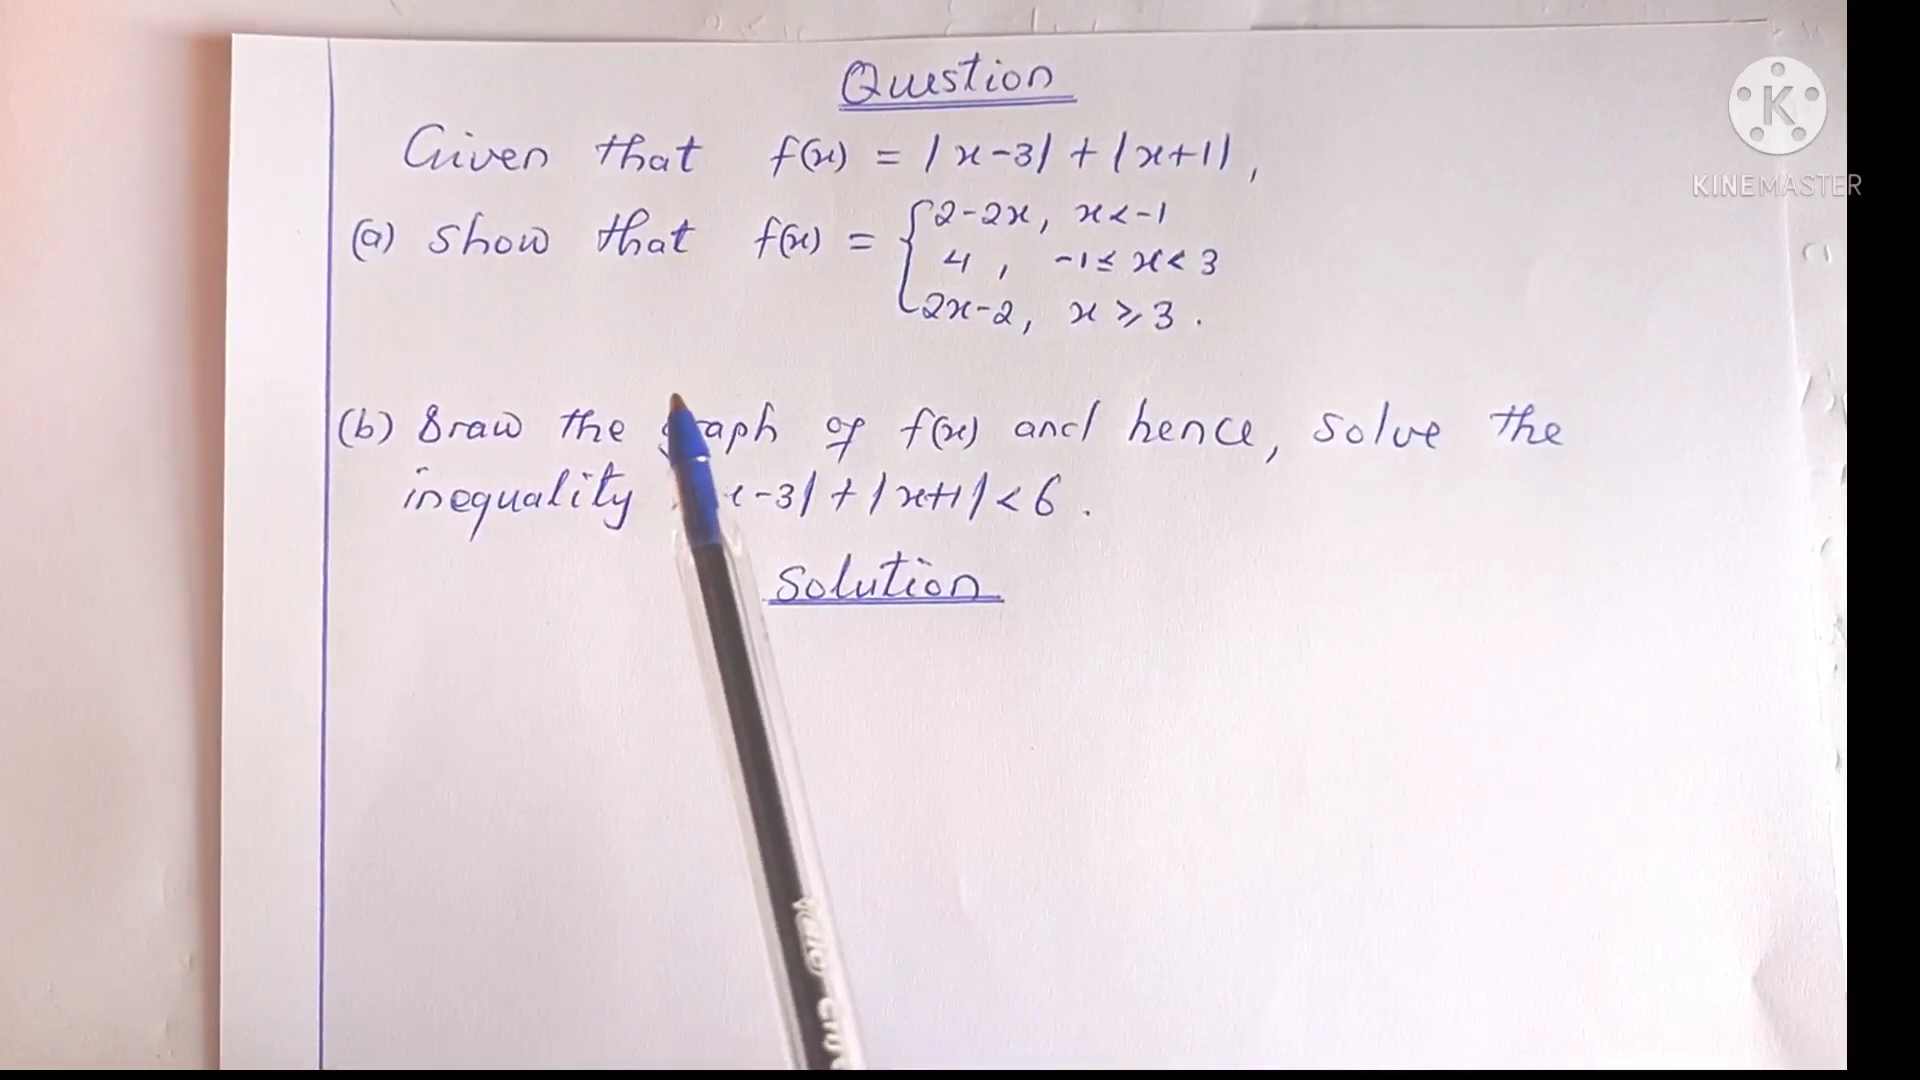 Question
Given that f(x) = |x-3| + |x+1|,
(a) show that f(x) = { 2-2x, x<-1
4, -1≤ x< 3
2x-2, x ≥ 3.
(b) Draw the graph of f(x) and hence, solve the
inequality x-3| + |x+1| < 6.
Solution
K
KINEMASTER